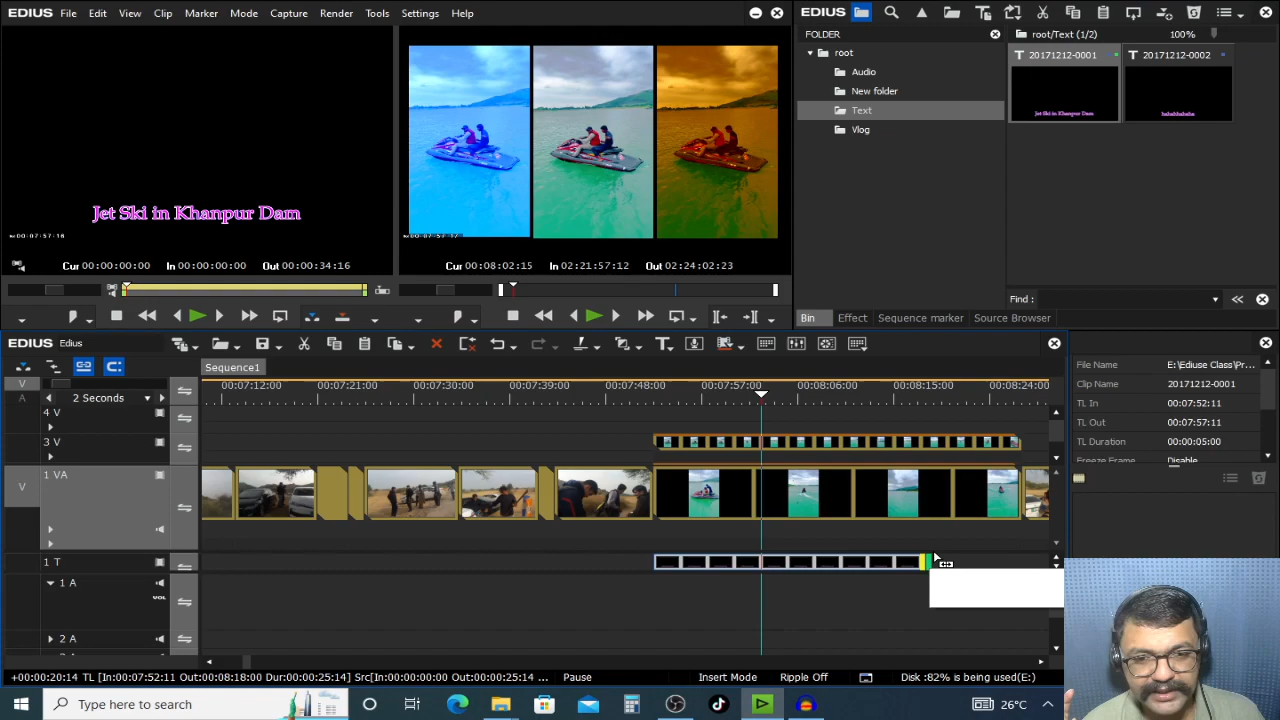 EDIUS File Edit View Clip Marker Mode Capture Render Tools Settings Help
Jet Ski in Khanpur Dam
Cur 00:00:00:00 In 00:00:00:00 Out 00:00:34:16
Cur 00:08:02:15 In 02:21:57:12 Out 02:24:02:23
EDIUS
FOLDER
root
Audio
New folder
Text
Vlog
root/Text (1/2) 100%
T 20171212-0001 T 20171212-0002
Jet Ski in Khanpur Dam
Find :
Bin Effect Sequence marker Source Browser
EDIUS Edius
Sequence1
V
A
2 Seconds
00:07:12:00 00:07:21:00 00:07:30:00 00:07:39:00 00:07:48:00 00:07:57:00 00:08:06:00 00:08:15:00 00:08:24:00
4 V
3 V
V 1 VA
1 T
1 A
VOL
2 A
File Name E:\Ediuse Class\Pr...
Clip Name 20171212-0001
TL In 00:07:52:11
TL Out 00:07:57:11
TL Duration 00:00:05:00
Freeze Frame Disable
+00:00:20:14 TL [In:00:07:52:11 Out:00:08:18:00 Dur:00:00:25:14] Src[In:00:00:00:00 Out:00:00:25:14 ... Pause Insert Mode Ripple Off Disk :82% is being used(E:)
Type here to search
26°C